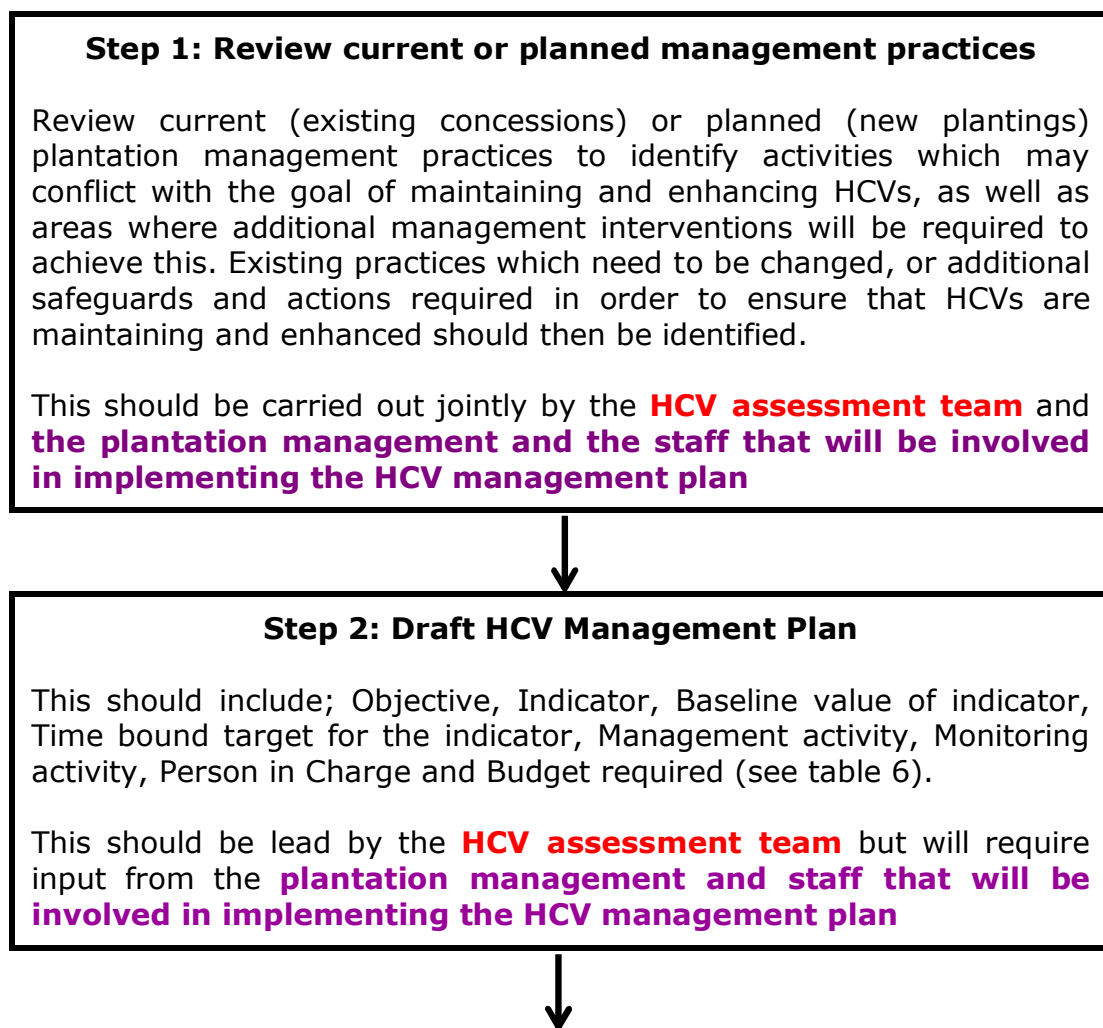 Step 1: Review current or planned management practices
Review current (existing concessions) or planned (new plantings)
plantation management practices to identify activities which may
conflict with the goal of maintaining and enhancing HCVs, as well as
areas where additional management interventions will be required to
achieve this. Existing practices which need to be changed, or additional
safeguards and actions required in order to ensure that HCVs are
maintaining and enhanced should then be identified.
This should be carried out jointly by the HCV assessment team and
the plantation management and the staff that will be involved
in implementing the HCV management plan
Step 2: Draft HCV Management Plan
This should include; Objective, Indicator, Baseline value of indicator,
Time bound target for the indicator, Management activity, Monitoring
activity, Person in Charge and Budget required (see table 6).
This should be lead by the HCV assessment team but will require
input from the plantation management and staff that will be
involved in implementing the HCV management plan